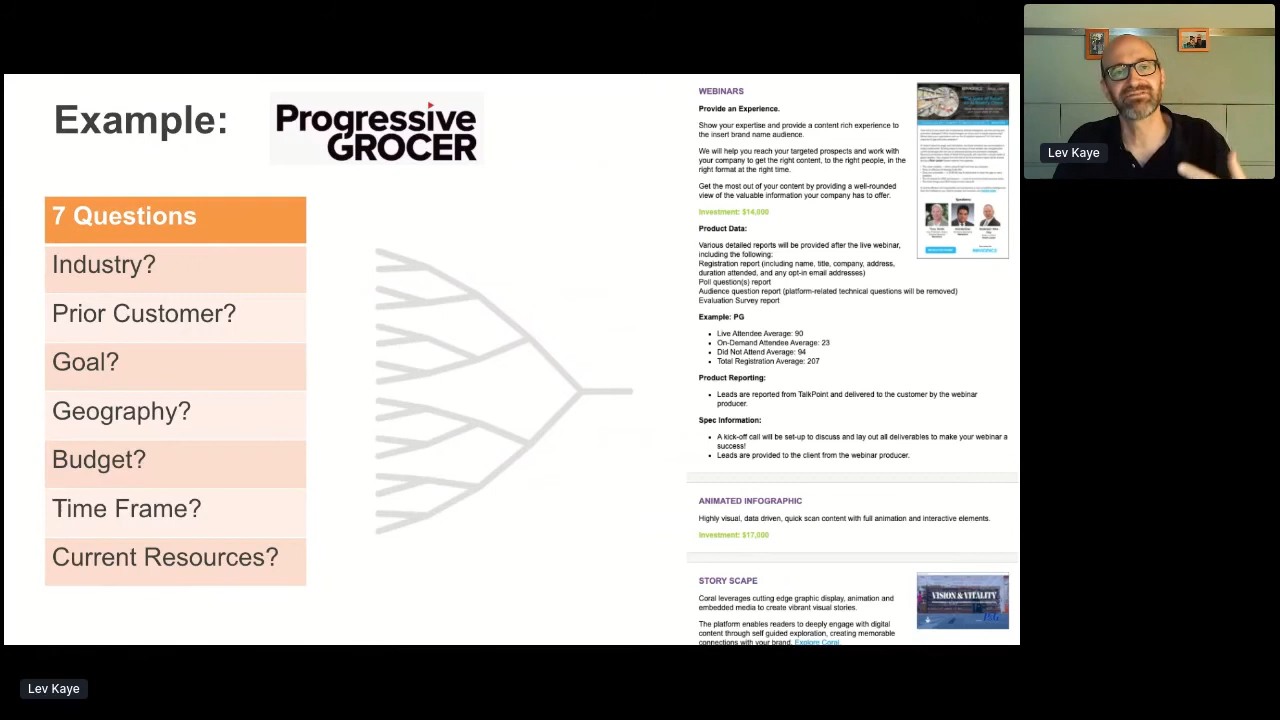 Example:
Progressive
GROCER
7 Questions
Industry?
Prior Customer?
Goal?
Geography?
Budget?
Time Frame?
Current Resources?
WEBINARS
Provide an Experience.
Show your expertise and provide a content rich experience to
the insert brand name audience.
We will help you reach your targeted prospects and work with
your company to get the right content, to the right people, in the
right format at the right time.
Get the most out of your content by providing a well-rounded
view of the valuable information your company has to offer.
Investment: $14,000
Product Data:
Various detailed reports will be provided after the live webinar,
including the following:
Registration report (including name, title, company, address,
duration attended, and any opt-in email addresses)
Poll question(s) report
Audience question report (platform-related technical questions will be removed)
Evaluation Survey report
Example: PG
• Live Attendee Average: 90
• On-Demand Attendee Average: 23
• Did Not Attend Average: 94
• Total Registration Average: 207
Product Reporting:
• Leads are reported from TalkPoint and delivered to the customer by the webinar
producer.
Spec Information:
• A kick-off call will be set-up to discuss and lay out all deliverables to make your webinar a
success!
• Leads are provided to the client from the webinar producer.
ANIMATED INFOGRAPHIC
Highly visual, data driven, quick scan content with full animation and interactive elements.
Investment: $17,000
STORY SCAPE
Coral leverages cutting edge graphic display, animation and
embedded media to create vibrant visual stories.
The platform enables readers to deeply engage with digital
content through self guided exploration, creating memorable
connections with your brand. Explore Coral.
Speakers:
VISION & VITALITY
Lev Kaye
Lev Kaye